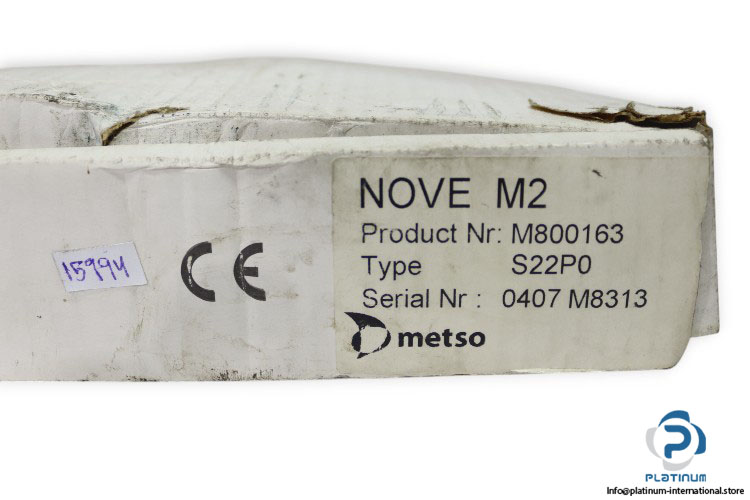 NOVE M2
Product Nr: M800163
Type S22P0
Serial Nr : 0407 M8313
metso
15994
CE
PLATINUM
Info@platinum-international.store